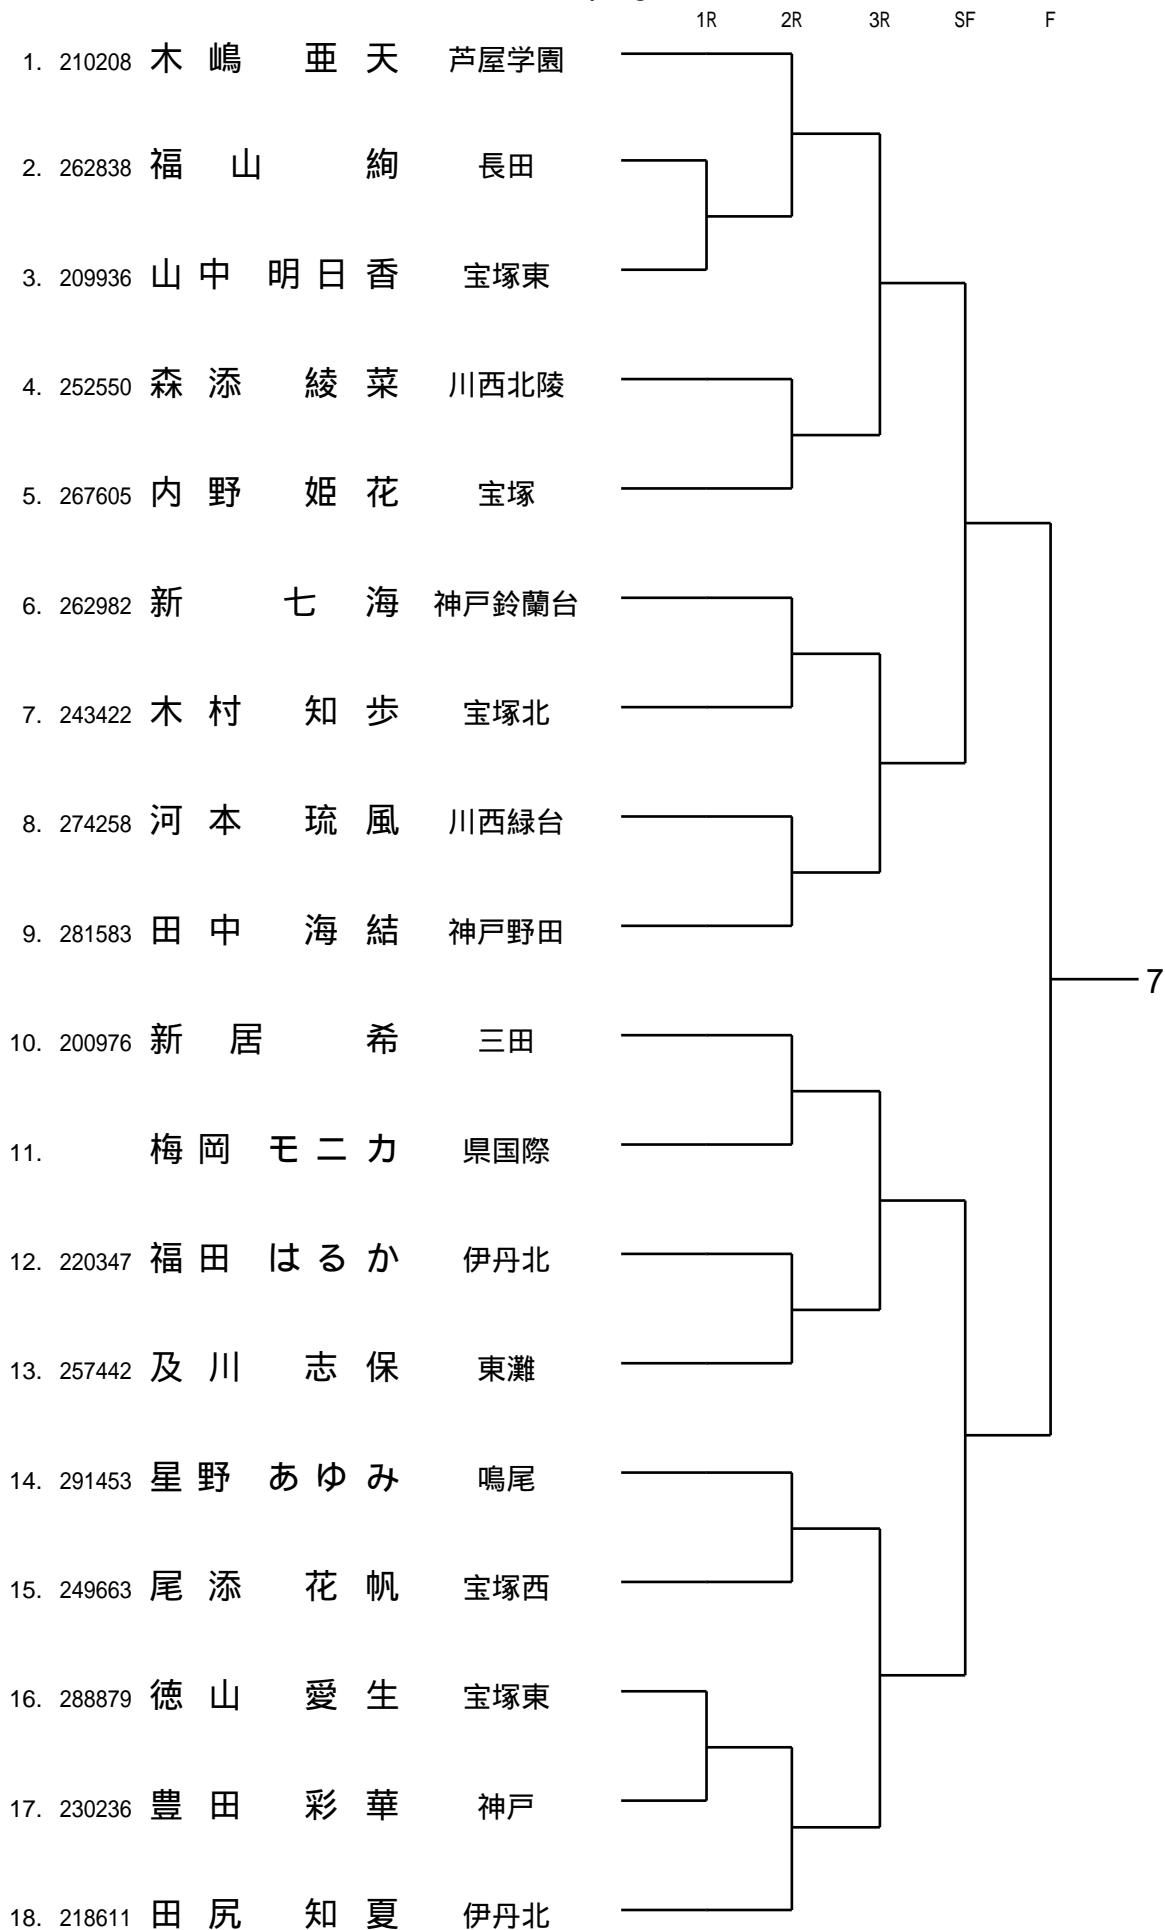 1R 2R 3R SF F
1. 210208 木嶋 亜天 芦屋学園
2. 262838 福山 絢 長田
3. 209936 山中 明日香 宝塚東
4. 252550 森添 綾菜 川西北陵
5. 267605 内野 姫花 宝塚
6. 262982 新 七海 神戸鈴蘭台
7. 243422 木村 知歩 宝塚北
8. 274258 河本 琉風 川西緑台
9. 281583 田中 海結 神戸野田
7
10. 200976 新居 希 三田
11. 梅岡 モニカ 県国際
12. 220347 福田 はるか 伊丹北
13. 257442 及川 志保 東灘
14. 291453 星野 あゆみ 鳴尾
15. 249663 尾添 花帆 宝塚西
16. 288879 徳山 愛生 宝塚東
17. 230236 豊田 彩華 神戸
18. 218611 田尻 知夏 伊丹北